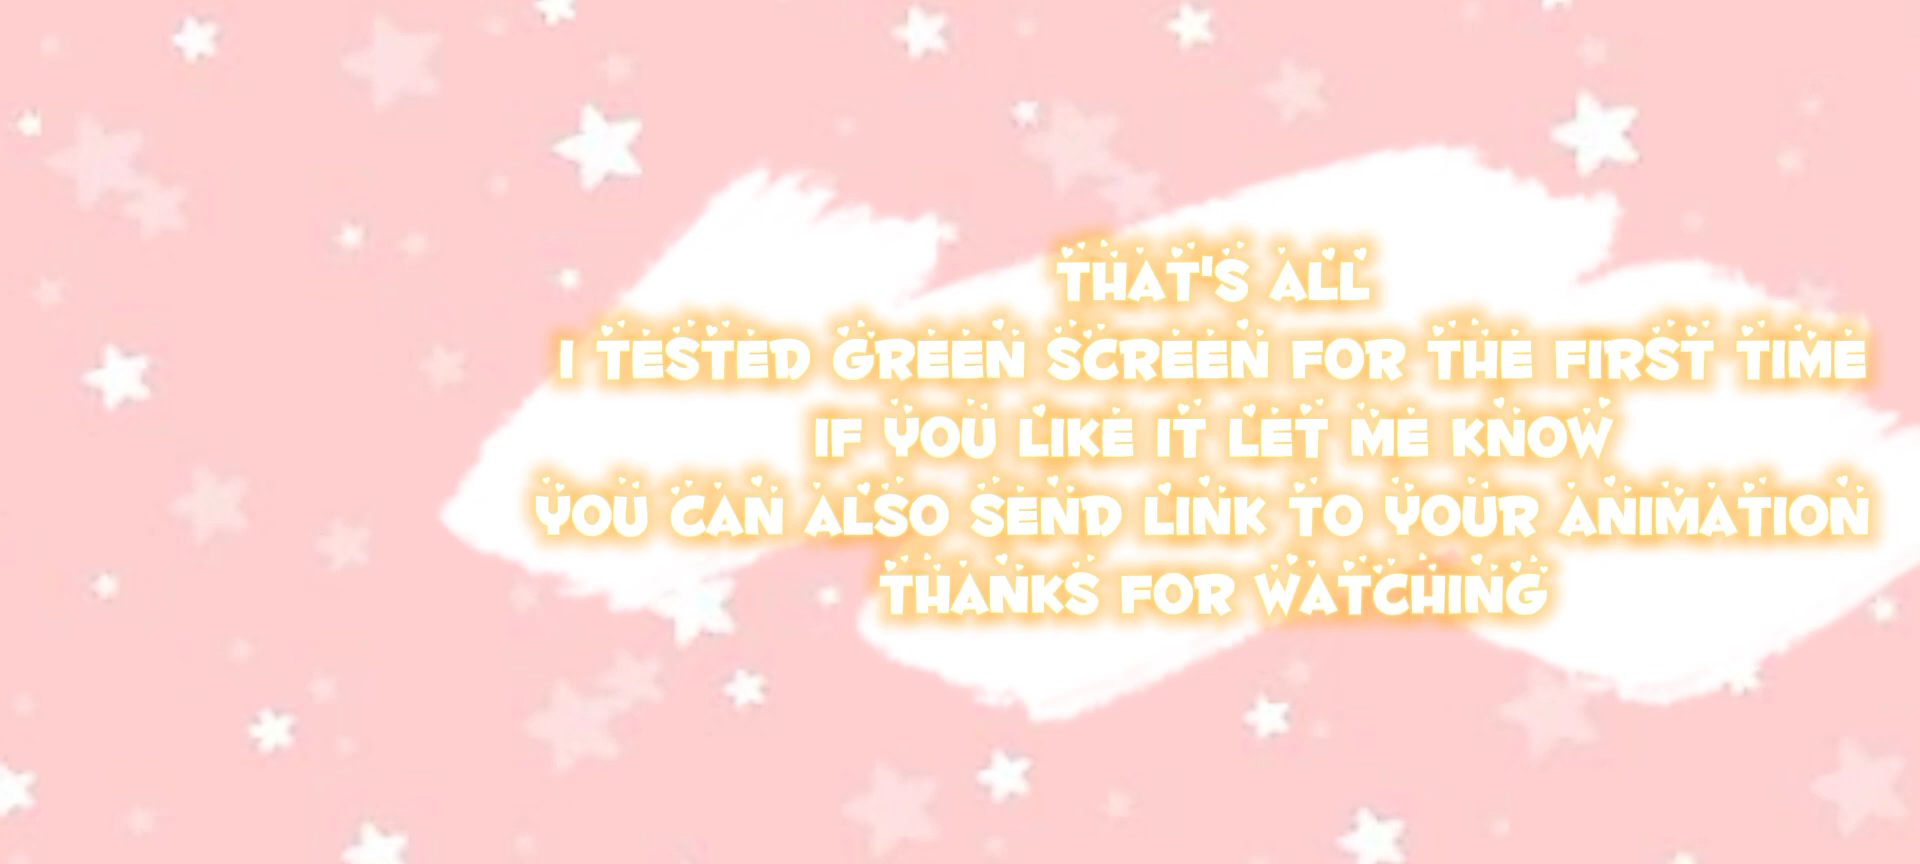 THAT'S ALL
I TESTED GREEN SCREEN FOR THE FIRST TIME
IF YOU LIKE IT LET ME KNOW
YOU CAN ALSO SEND LINK TO YOUR ANIMATION
THANKS FOR WATCHING